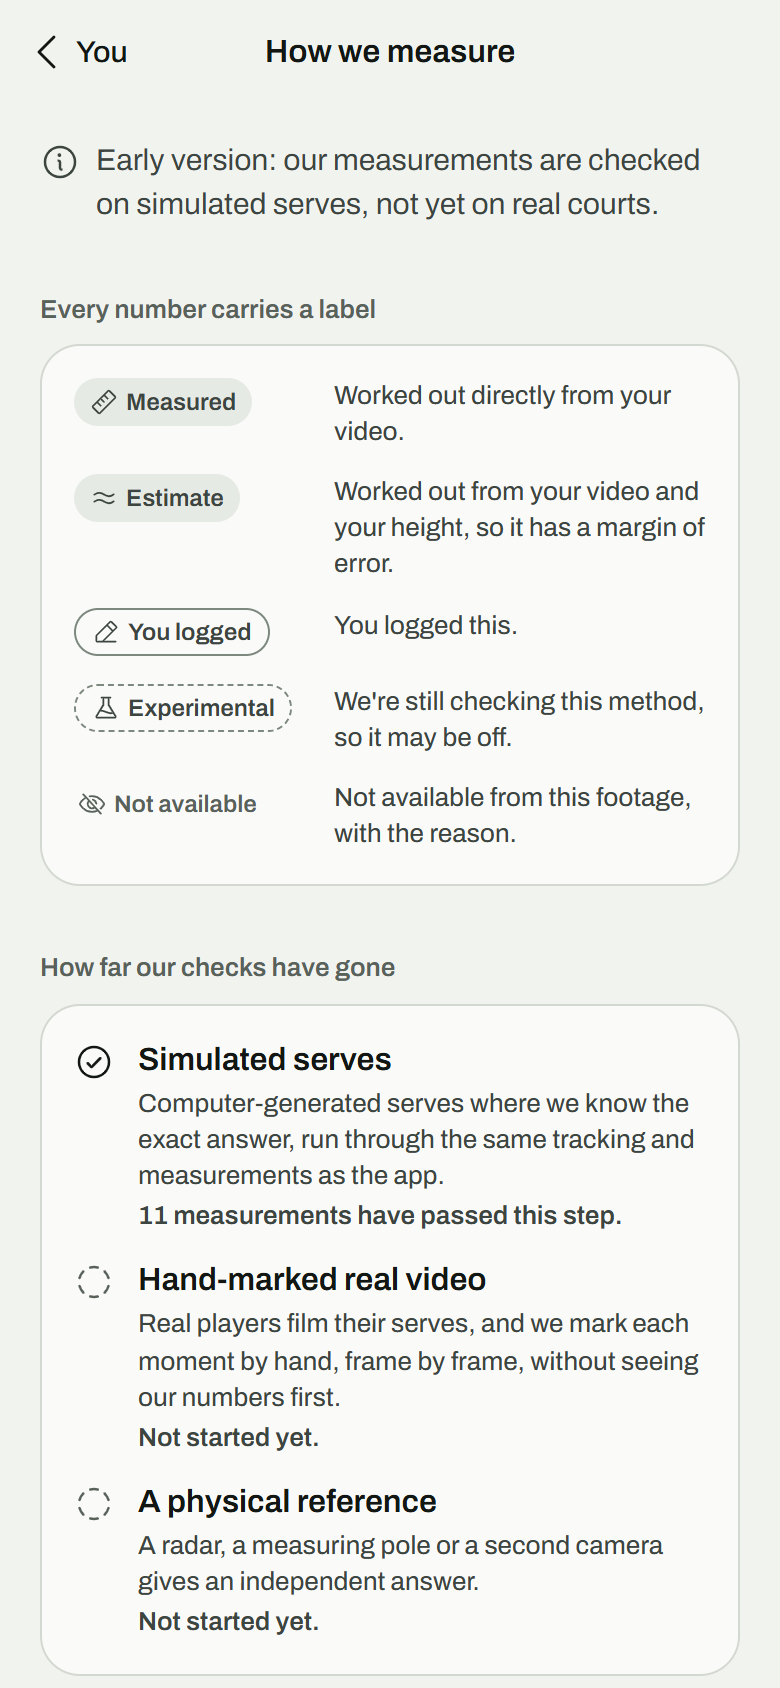 You
How we measure
Early version: our measurements are checked
on simulated serves, not yet on real courts.
Every number carries a label
Measured
Worked out directly from your
video.
Estimate
Worked out from your video and
your height, so it has a margin of
error.
You logged
You logged this.
Experimental
We're still checking this method,
so it may be off.
Not available
Not available from this footage,
with the reason.
How far our checks have gone
Simulated serves
Computer-generated serves where we know the
exact answer, run through the same tracking and
measurements as the app.
11 measurements have passed this step.
Hand-marked real video
Real players film their serves, and we mark each
moment by hand, frame by frame, without seeing
our numbers first.
Not started yet.
A physical reference
A radar, a measuring pole or a second camera
gives an independent answer.
Not started yet.